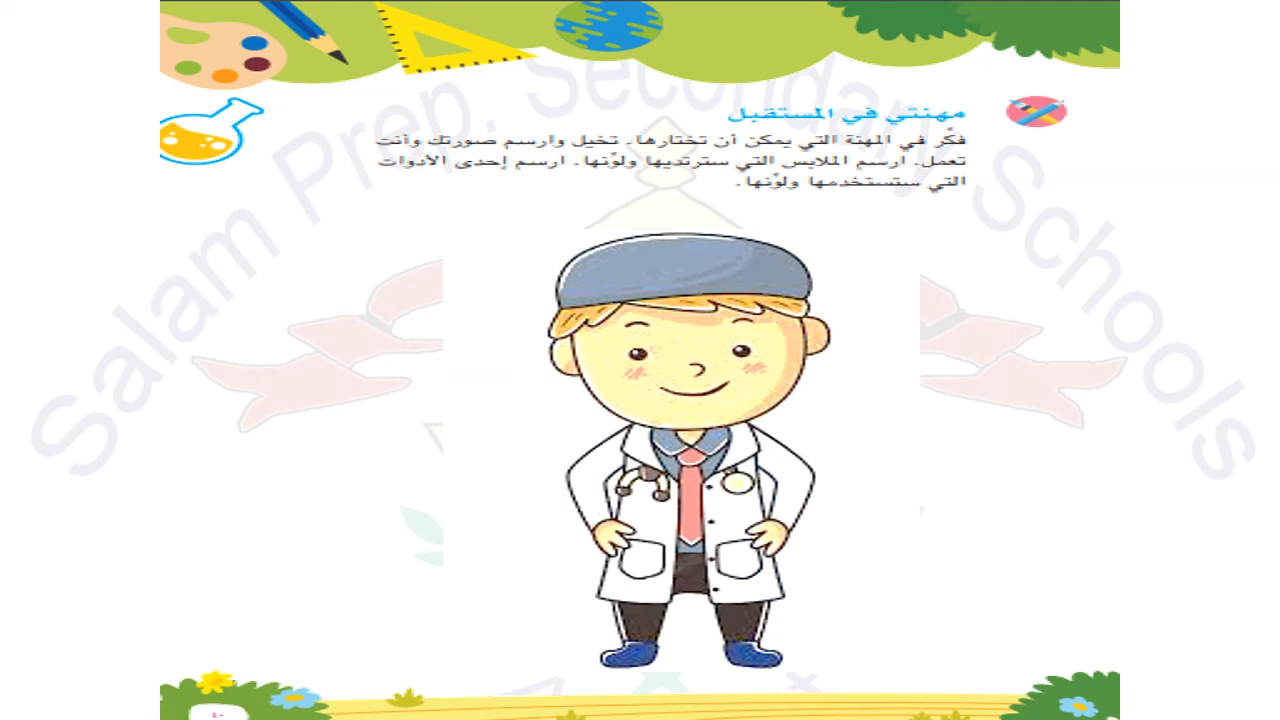 مهنتي في المستقبل
فكّر في المهنة التي يمكن أن تختارها. تخيل وارسم صورتك وأنت
تعمل. ارسم الملابس التي سترتديها ولوّنها. ارسم إحدى الأدوات
التي ستستخدمها ولوّنها.
Salam Prep. Secondary Schools